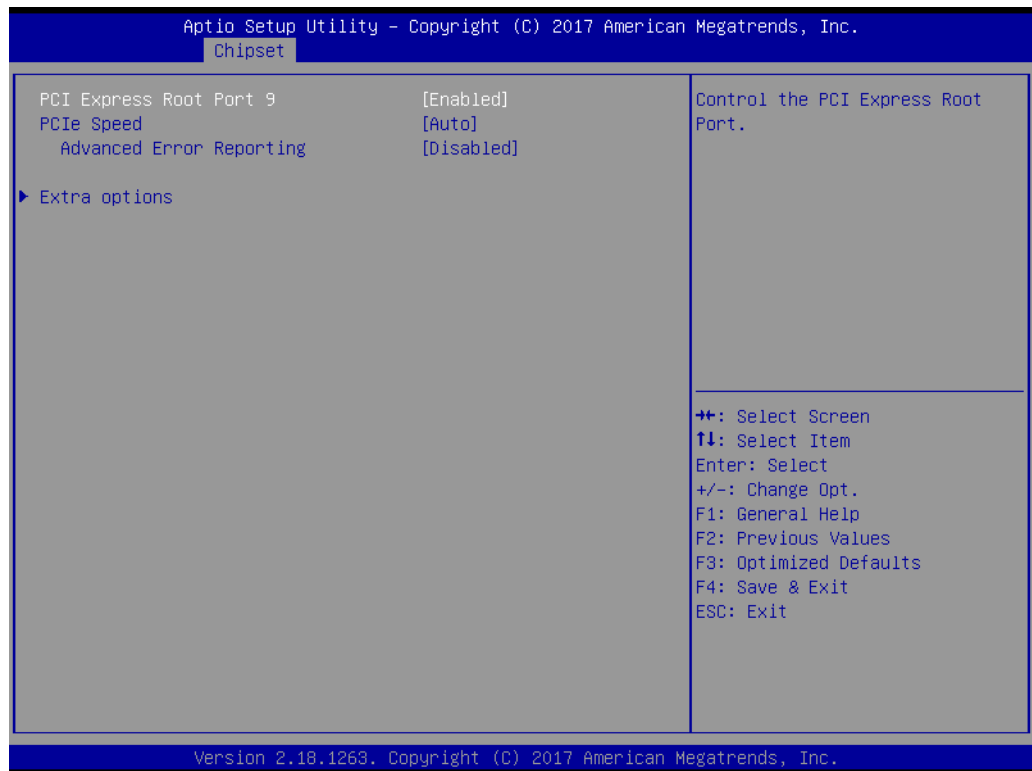 Aptio Setup Utility – Copyright (C) 2017 American Megatrends, Inc.
Chipset
PCI Express Root Port 9 [Enabled]
PCIe Speed [Auto]
Advanced Error Reporting [Disabled]
▶ Extra options
Control the PCI Express Root
Port.
→←: Select Screen
↑↓: Select Item
Enter: Select
+/-: Change Opt.
F1: General Help
F2: Previous Values
F3: Optimized Defaults
F4: Save & Exit
ESC: Exit
Version 2.18.1263. Copyright (C) 2017 American Megatrends, Inc.